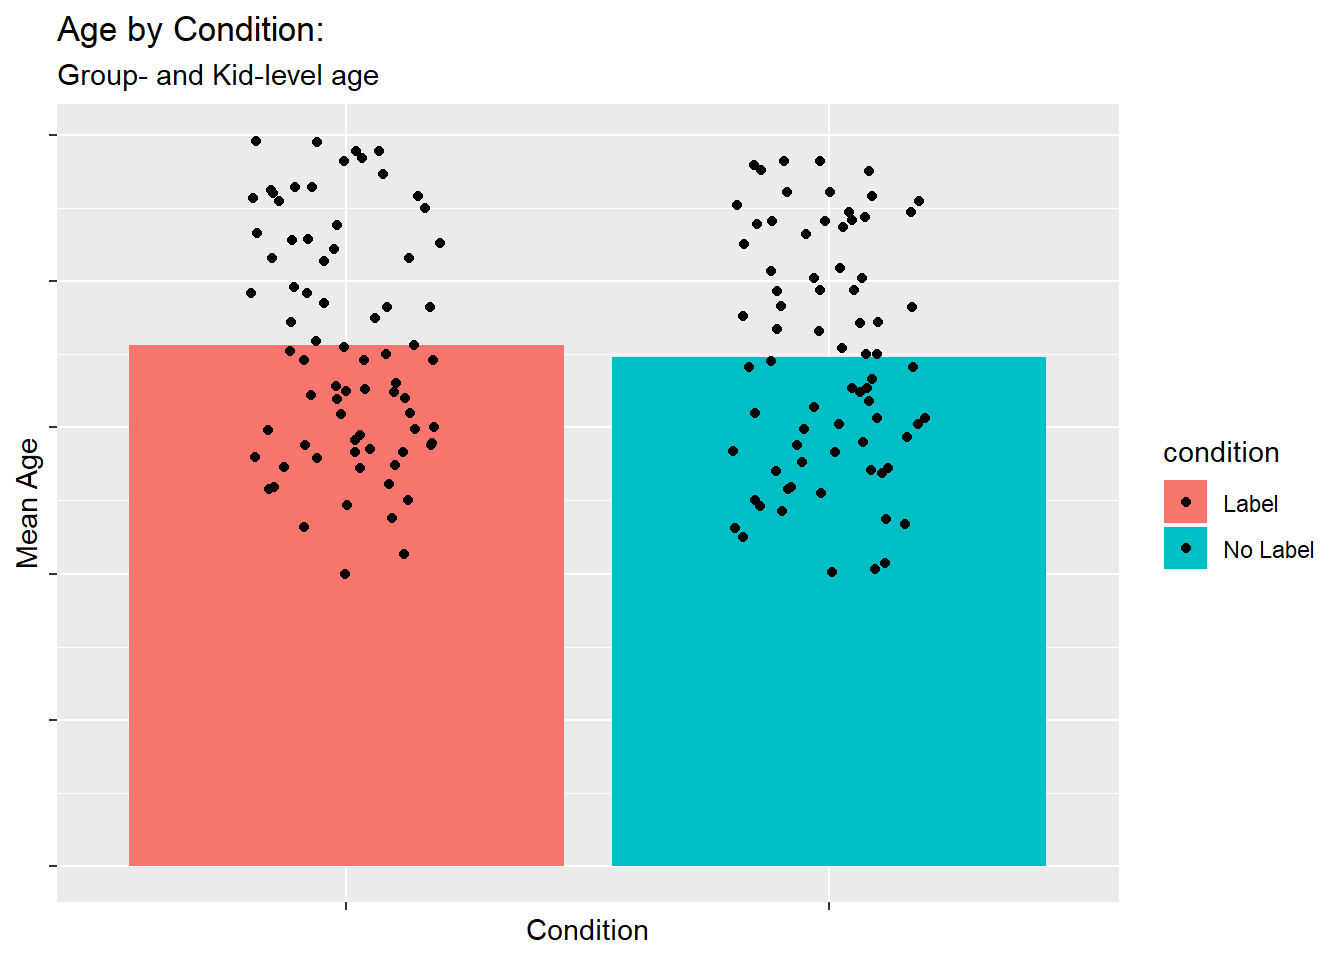 Age by Condition:
Group- and Kid-level age
Mean Age
Condition
condition
Label
No Label